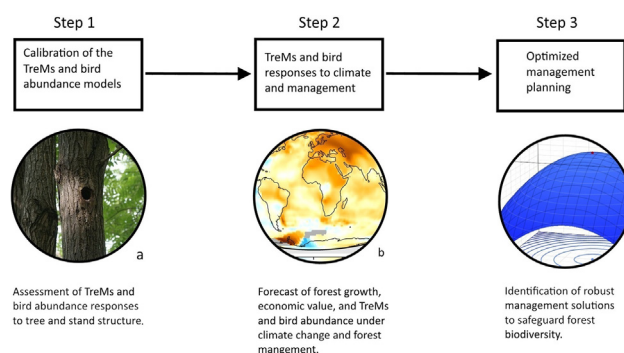 Step 1
Calibration of the
TreMs and bird
abundance models
a
Assessment of TreMs and
bird abundance responses
to tree and stand structure.
Step 2
TreMs and bird
responses to climate
and management
b
Forecast of forest growth,
economic value, and TreMs
and bird abundance under
climate change and forest
mangement.
Step 3
Optimized
management
planning
Identification of robust
management solutions
to safeguard forest
biodiversity.